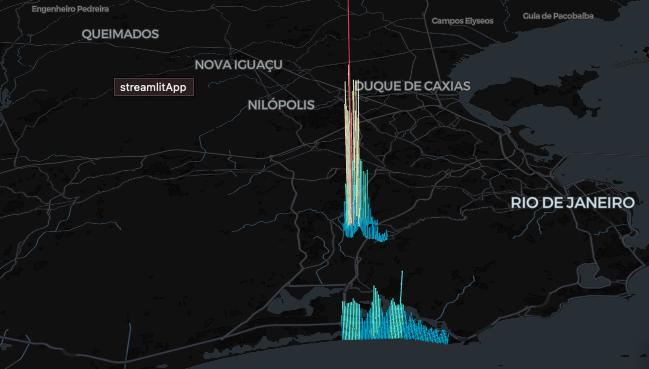 Engenheiro Pedreira
Campos Elyseos
Guia de Pacobaíba
QUEIMADOS
NOVA IGUAÇU
streamlitApp
DUQUE DE CAXIAS
NILÓPOLIS
RIO DE JANEIRO